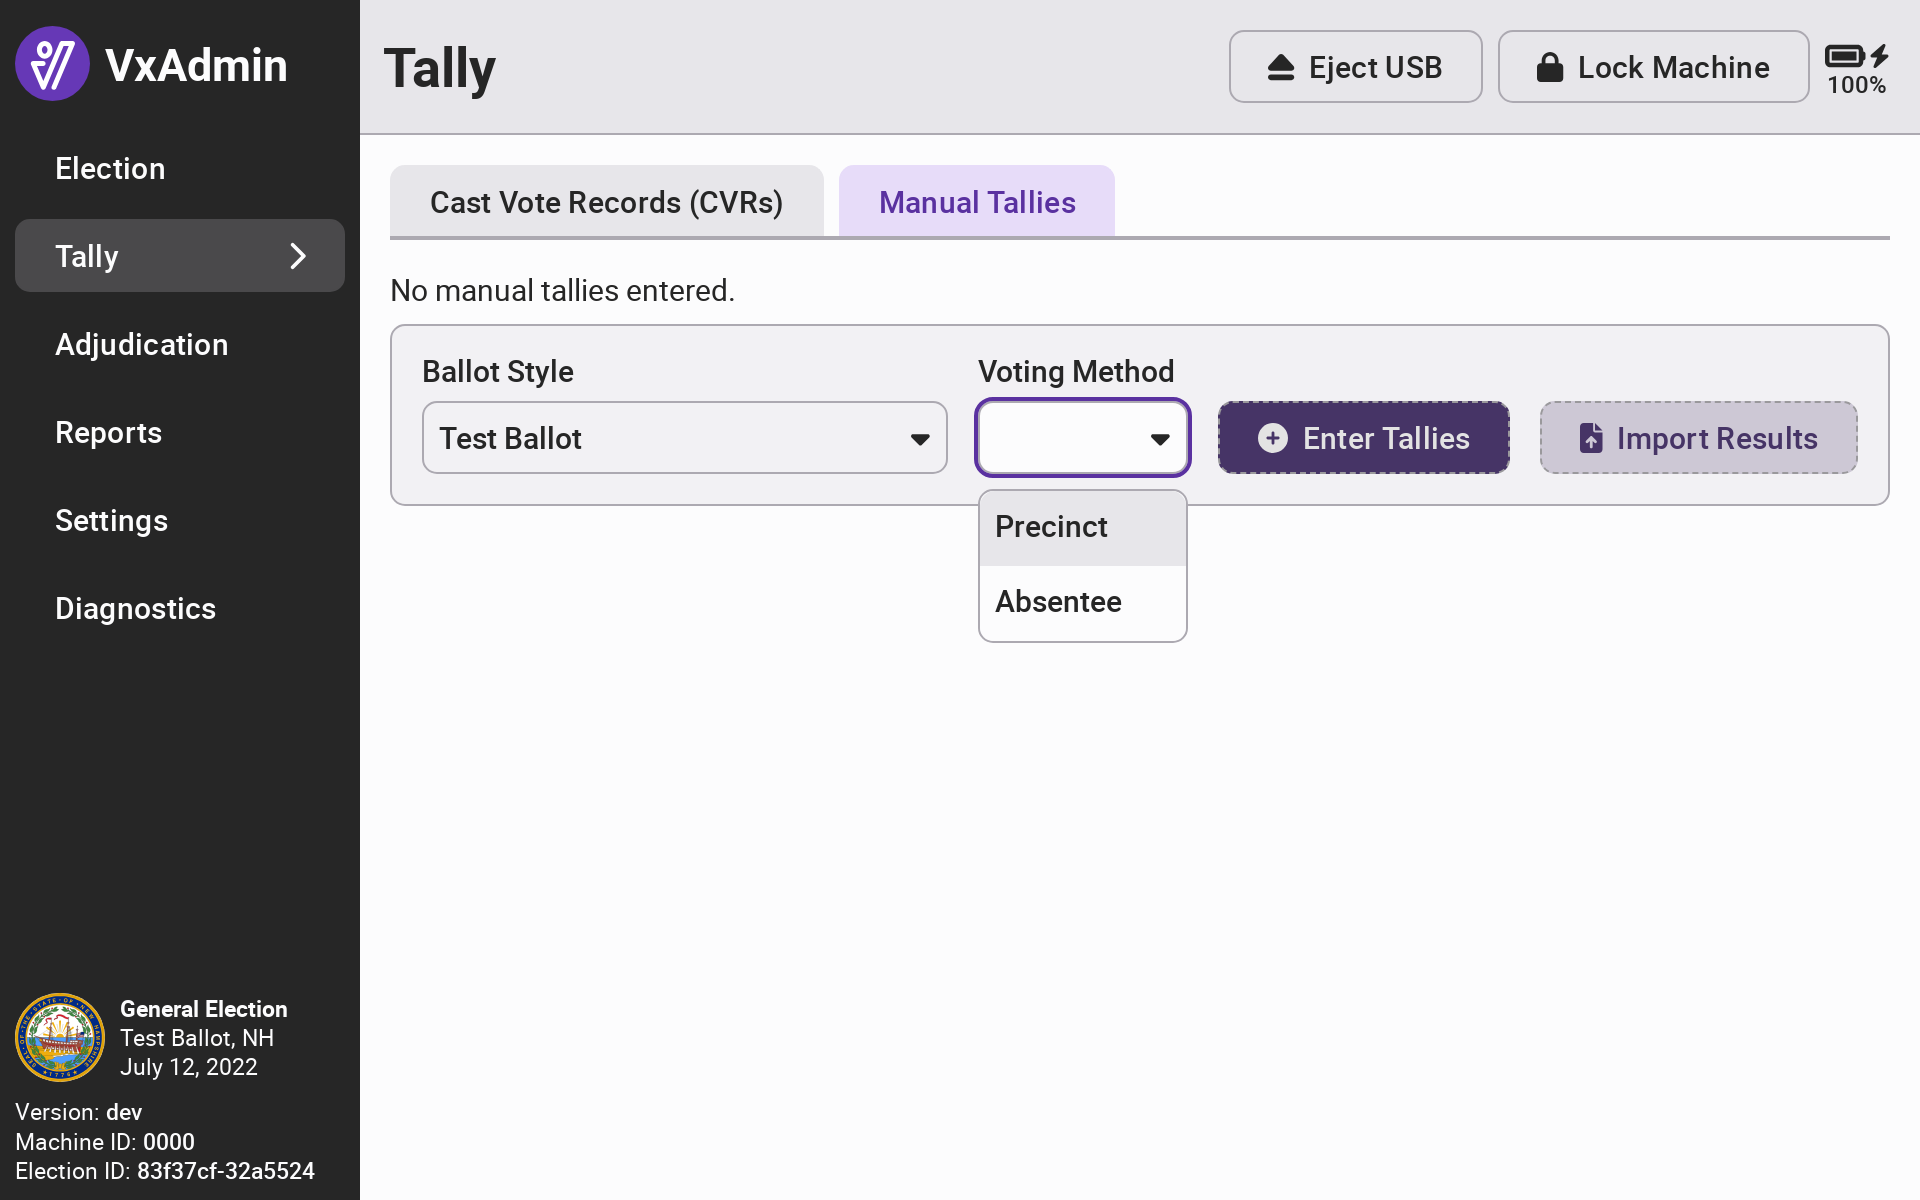 VxAdmin
Election
Tally
Adjudication
Reports
Settings
Diagnostics
General Election
Test Ballot, NH
July 12, 2022
Version: dev
Machine ID: 0000
Election ID: 83f37cf-32a5524
Tally
Eject USB
Lock Machine
100%
Cast Vote Records (CVRs)
Manual Tallies
No manual tallies entered.
Ballot Style
Voting Method
Test Ballot
Enter Tallies
Import Results
Precinct
Absentee